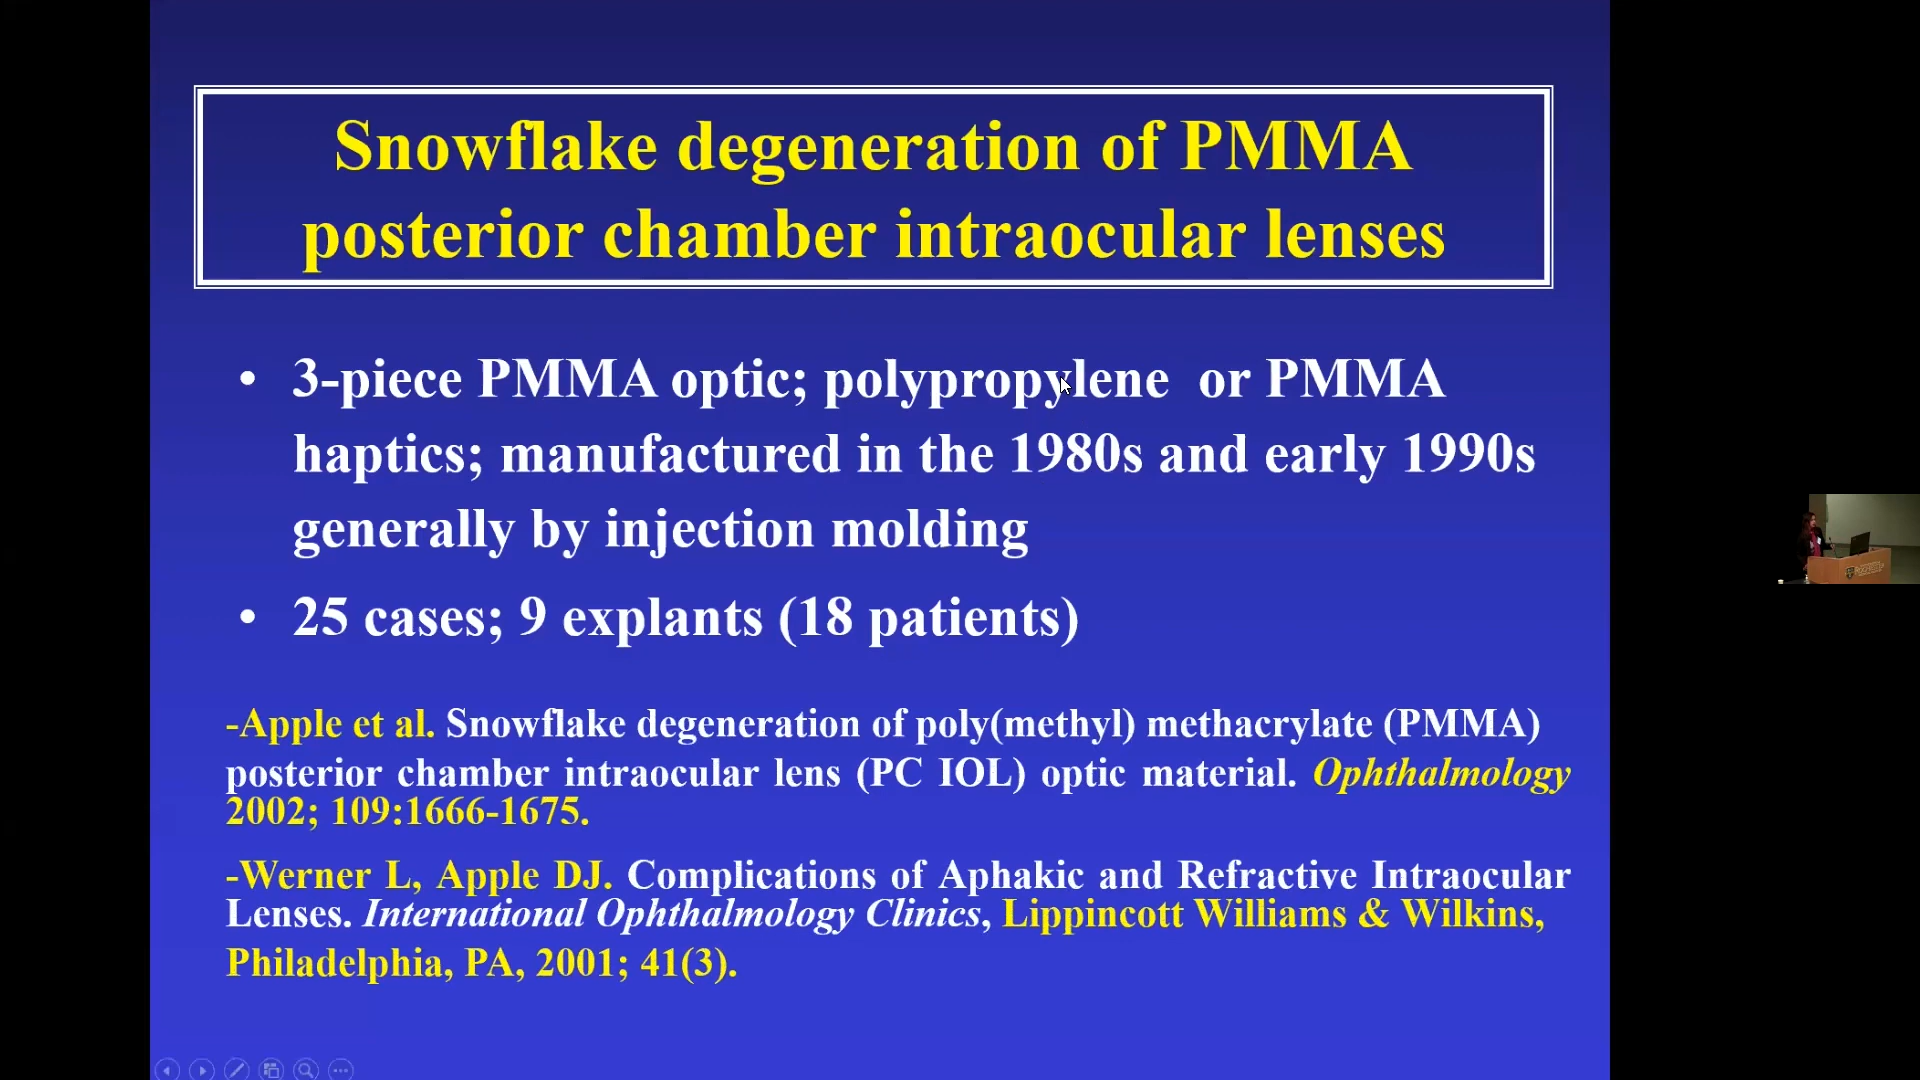 Snowflake degeneration of PMMA
posterior chamber intraocular lenses
• 3-piece PMMA optic; polypropylene or PMMA
haptics; manufactured in the 1980s and early 1990s
generally by injection molding
• 25 cases; 9 explants (18 patients)
-Apple et al. Snowflake degeneration of poly(methyl) methacrylate (PMMA)
posterior chamber intraocular lens (PC IOL) optic material. Ophthalmology
2002; 109:1666-1675.
-Werner L, Apple DJ. Complications of Aphakic and Refractive Intraocular
Lenses. International Ophthalmology Clinics, Lippincott Williams & Wilkins,
Philadelphia, PA, 2001; 41(3).